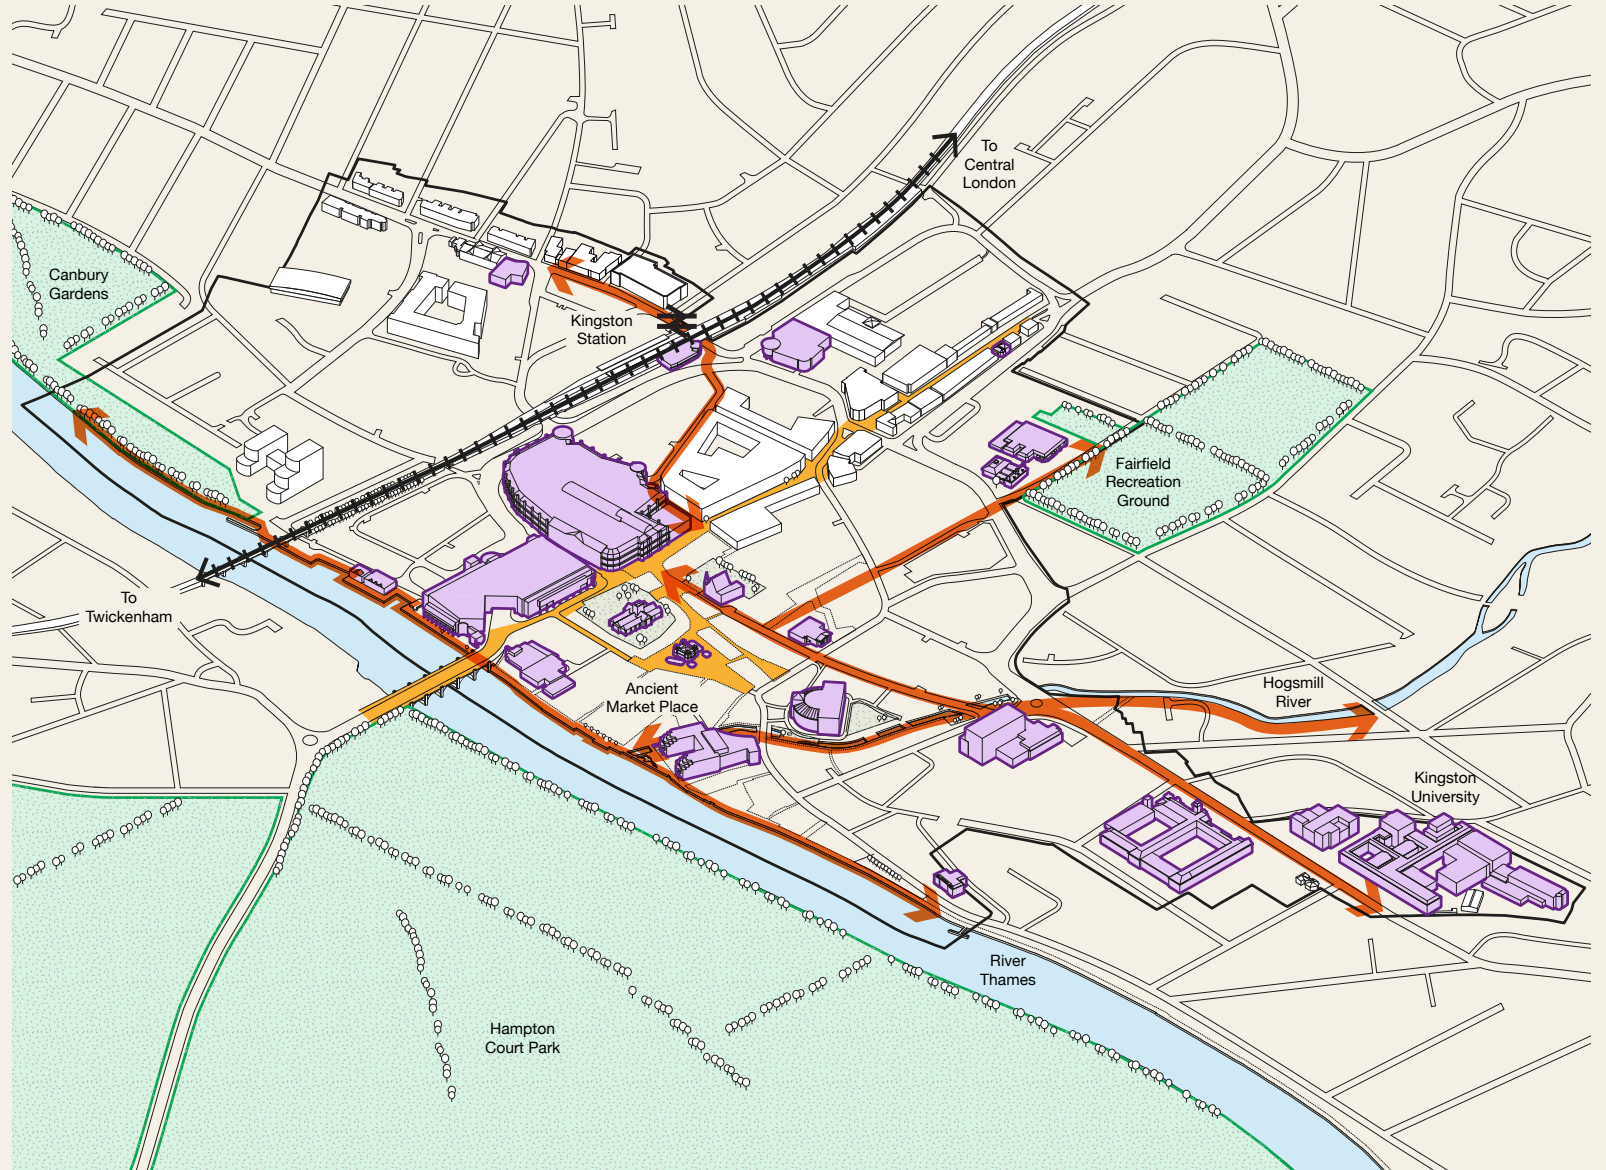 To
Central
London
Canbury
Gardens
Kingston
Station
Fairfield
Recreation
Ground
To
Twickenham
Ancient
Market Place
Hogsmill
River
Kingston
University
River
Thames
Hampton
Court Park